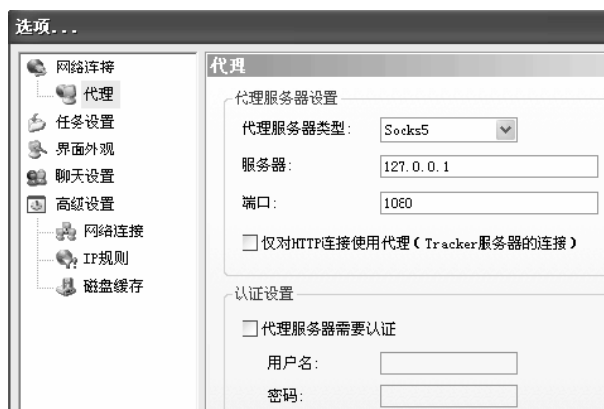 选项...
网络连接
代理
任务设置
界面外观
聊天设置
高级设置
网络连接
IP规则
磁盘缓存
代理
代理服务器设置
代理服务器类型: Socks5
服务器: 127.0.0.1
端口: 1080
仅对HTTP连接使用代理(Tracker服务器的连接)
认证设置
代理服务器需要认证
用户名:
密码: